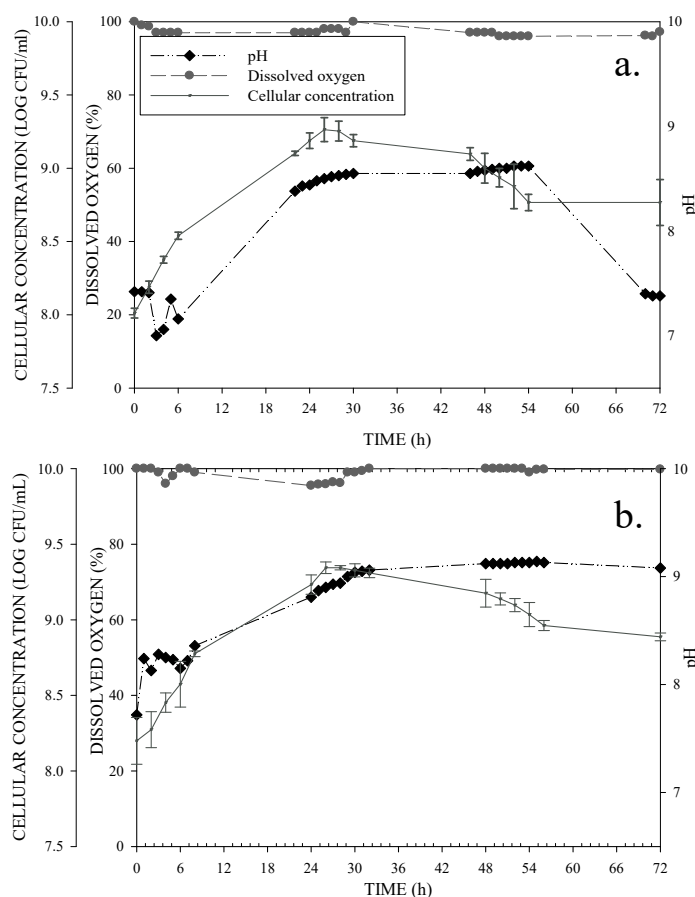 a.
pH
Dissolved oxygen
Cellular concentration
CELLULAR CONCENTRATION (LOG CFU/ml)
10.0
9.5
9.0
8.5
8.0
7.5
DISSOLVED OXYGEN (%)
100
80
60
40
20
0
10
9
8
7
pH
0 6 12 18 24 30 36 42 48 54 60 66 72
TIME (h)
b.
CELLULAR CONCENTRATION (LOG CFU/mL)
10.0
9.5
9.0
8.5
8.0
7.5
DISSOLVED OXYGEN (%)
100
80
60
40
20
0
10
9
8
7
pH
0 6 12 18 24 30 36 42 48 54 60 66 72
TIME (h)